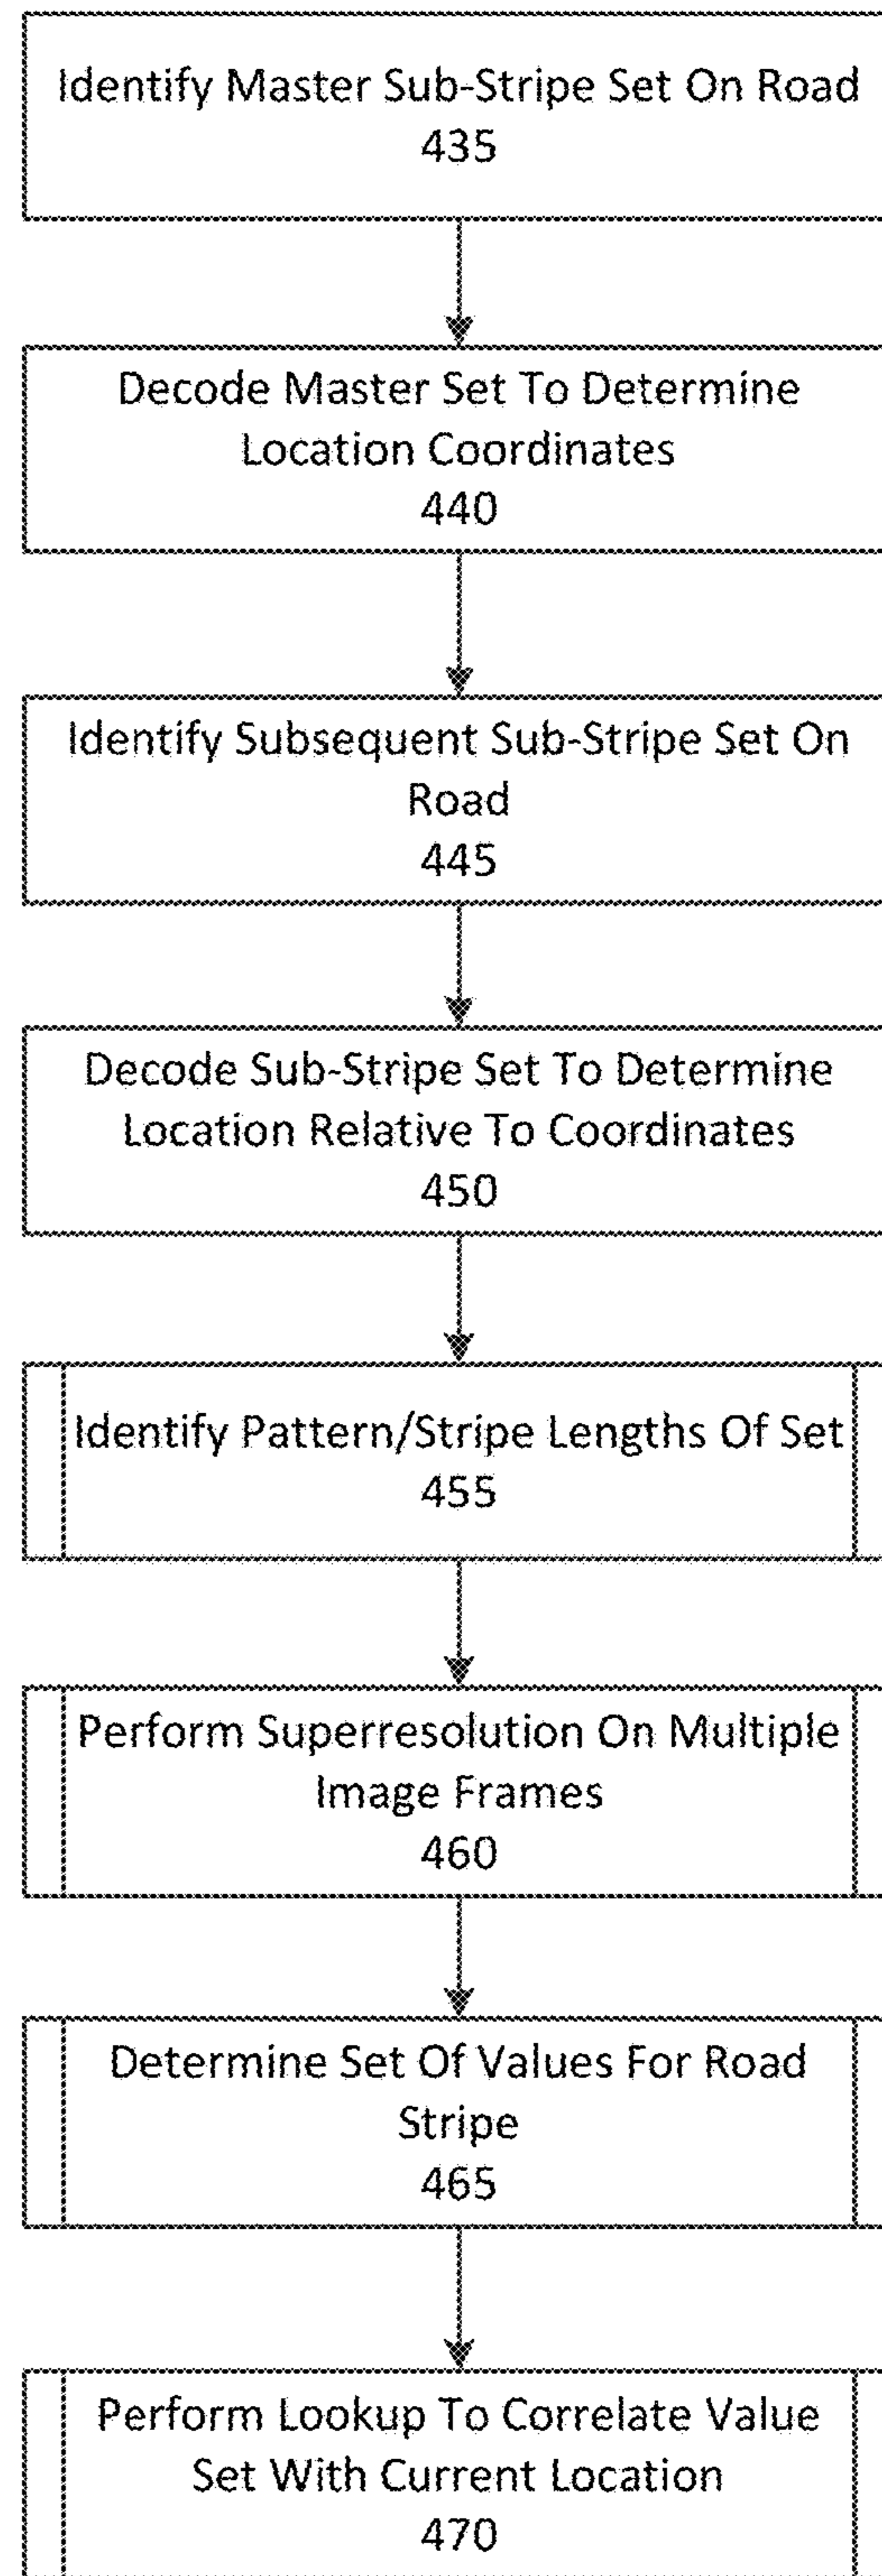 Identify Master Sub-Stripe Set On Road
435
Decode Master Set To Determine
Location Coordinates
440
Identify Subsequent Sub-Stripe Set On
Road
445
Decode Sub-Stripe Set To Determine
Location Relative To Coordinates
450
Identify Pattern/Stripe Lengths Of Set
455
Perform Superresolution On Multiple
Image Frames
460
Determine Set Of Values For Road
Stripe
465
Perform Lookup To Correlate Value
Set With Current Location
470